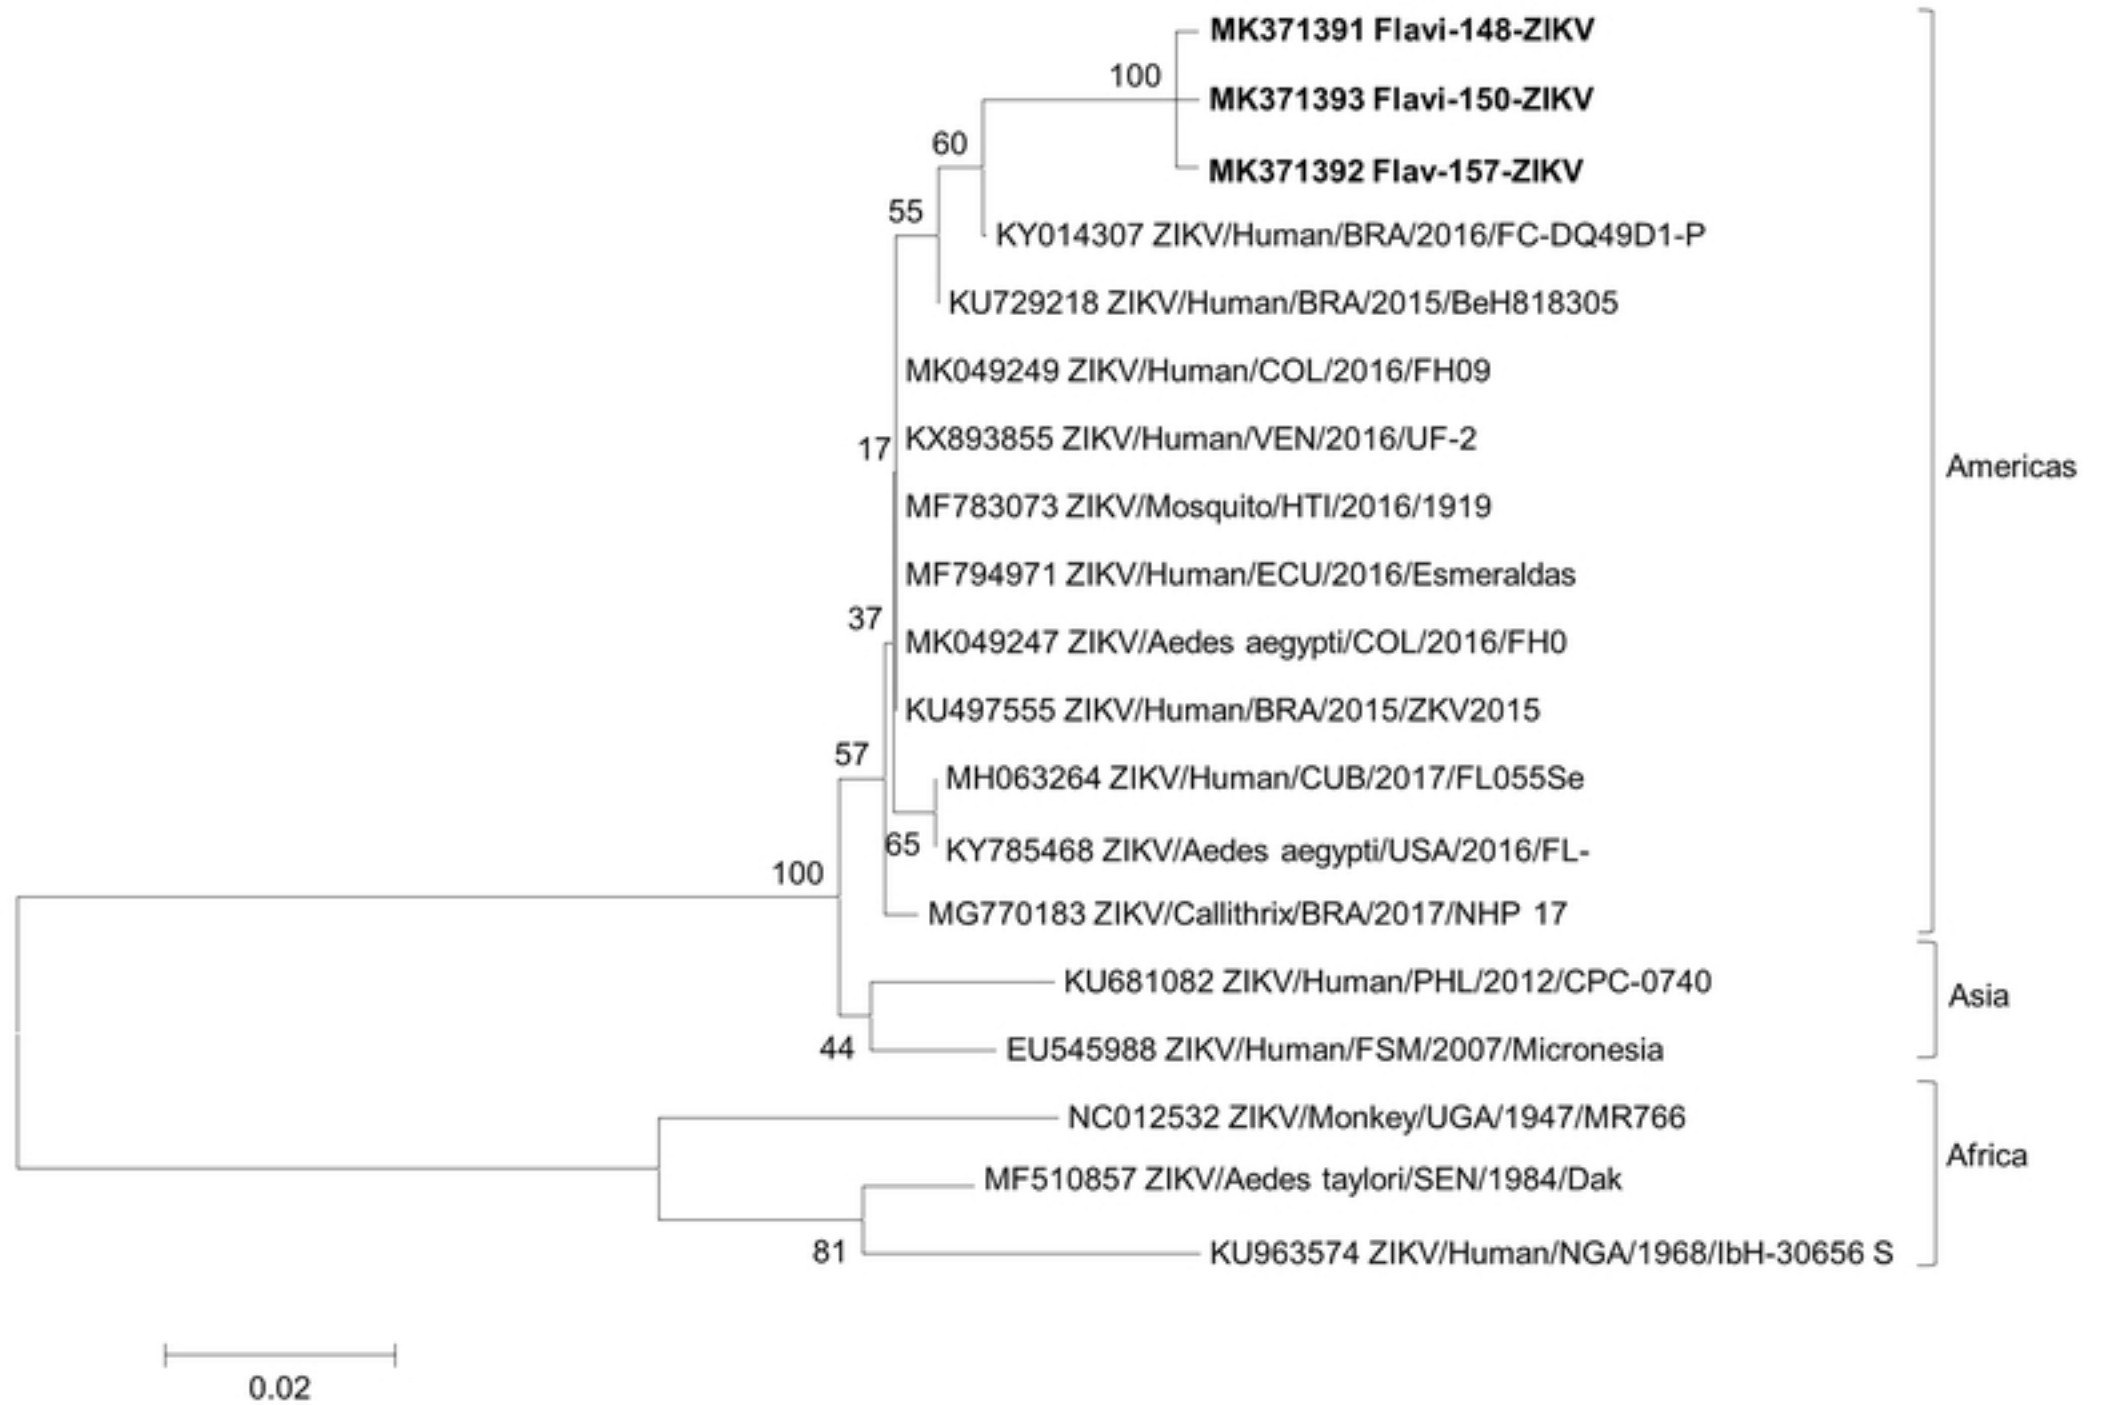 MK371391 Flavi-148-ZIKV
100
MK371393 Flavi-150-ZIKV
60
MK371392 Flav-157-ZIKV
55
KY014307 ZIKV/Human/BRA/2016/FC-DQ49D1-P
KU729218 ZIKV/Human/BRA/2015/BeH818305
MK049249 ZIKV/Human/COL/2016/FH09
17
KX893855 ZIKV/Human/VEN/2016/UF-2
Americas
MF783073 ZIKV/Mosquito/HTI/2016/1919
MF794971 ZIKV/Human/ECU/2016/Esmeraldas
37
MK049247 ZIKV/Aedes aegypti/COL/2016/FH0
KU497555 ZIKV/Human/BRA/2015/ZKV2015
57
MH063264 ZIKV/Human/CUB/2017/FL055Se
65
KY785468 ZIKV/Aedes aegypti/USA/2016/FL-
100
MG770183 ZIKV/Callithrix/BRA/2017/NHP 17
KU681082 ZIKV/Human/PHL/2012/CPC-0740
Asia
44
EU545988 ZIKV/Human/FSM/2007/Micronesia
NC012532 ZIKV/Monkey/UGA/1947/MR766
Africa
MF510857 ZIKV/Aedes taylori/SEN/1984/Dak
81
KU963574 ZIKV/Human/NGA/1968/IbH-30656 S
0.02